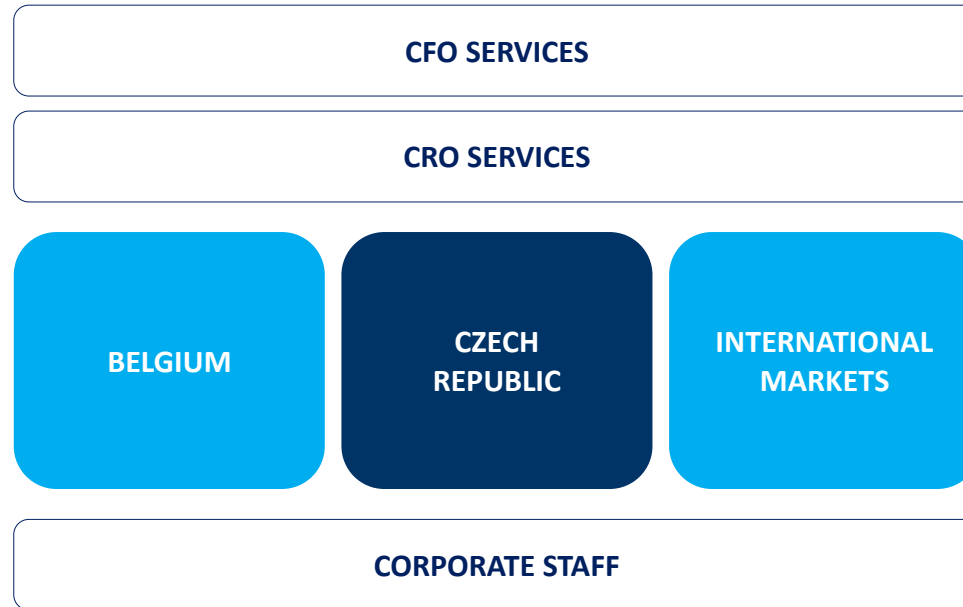 CFO SERVICES
CRO SERVICES
BELGIUM
CZECH
REPUBLIC
INTERNATIONAL
MARKETS
CORPORATE STAFF